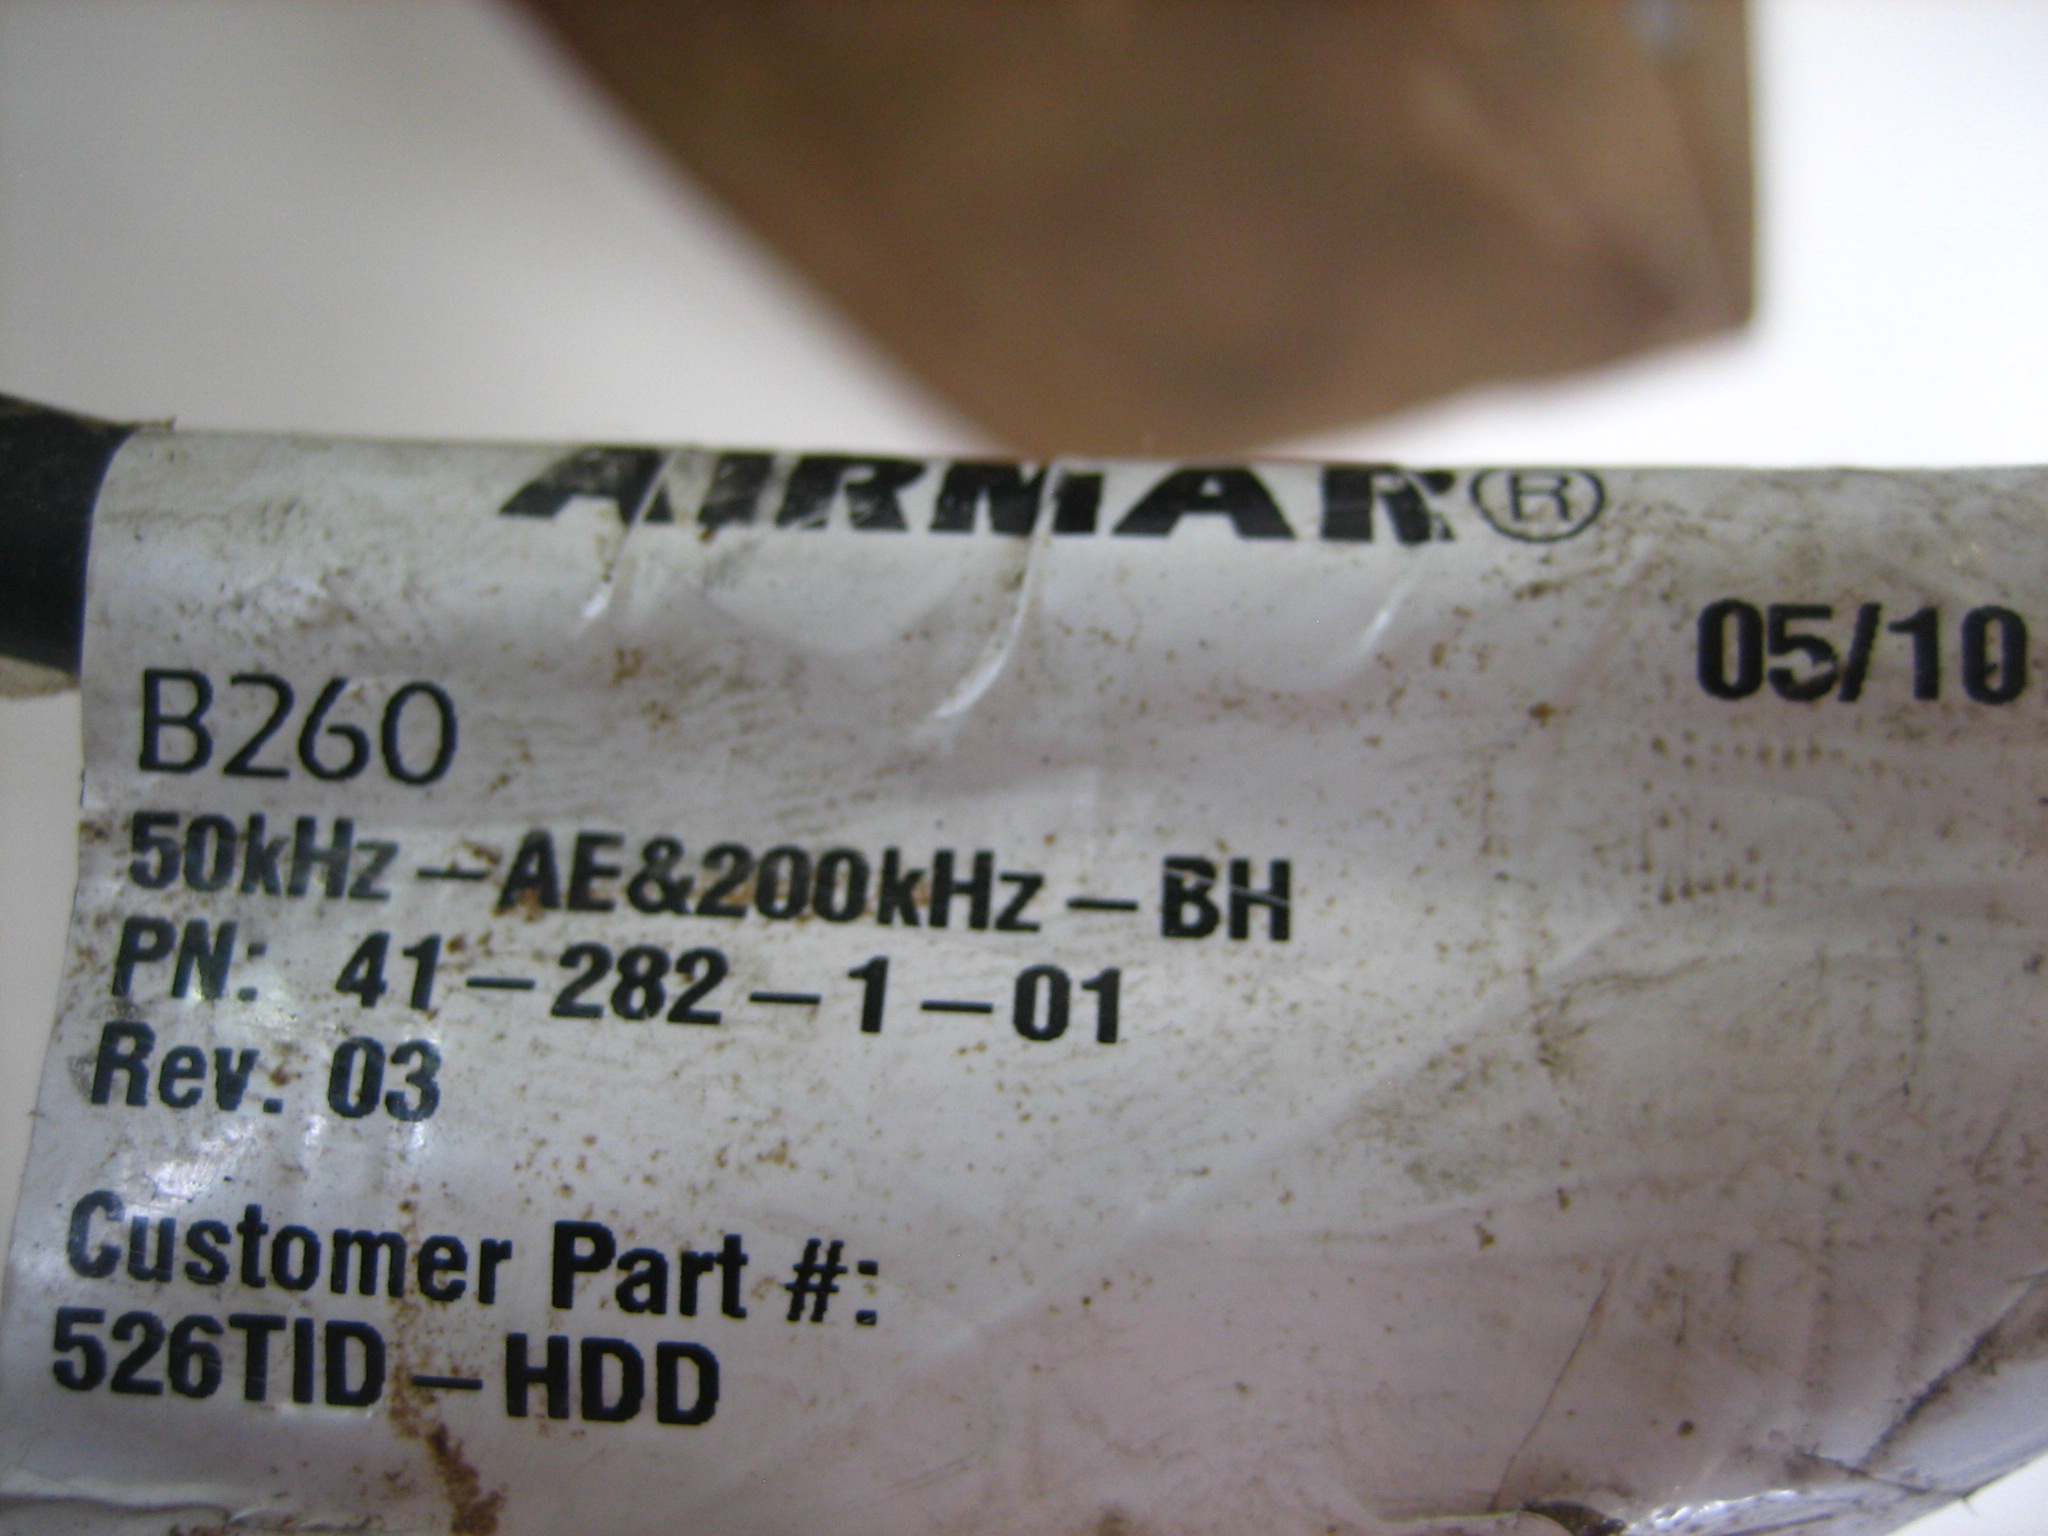 AIRMAR®
05/10
B260
50kHz-AE&200kHz-BH
PN: 41-282-1-01
Rev. 03
Customer Part #:
526TID-HDD